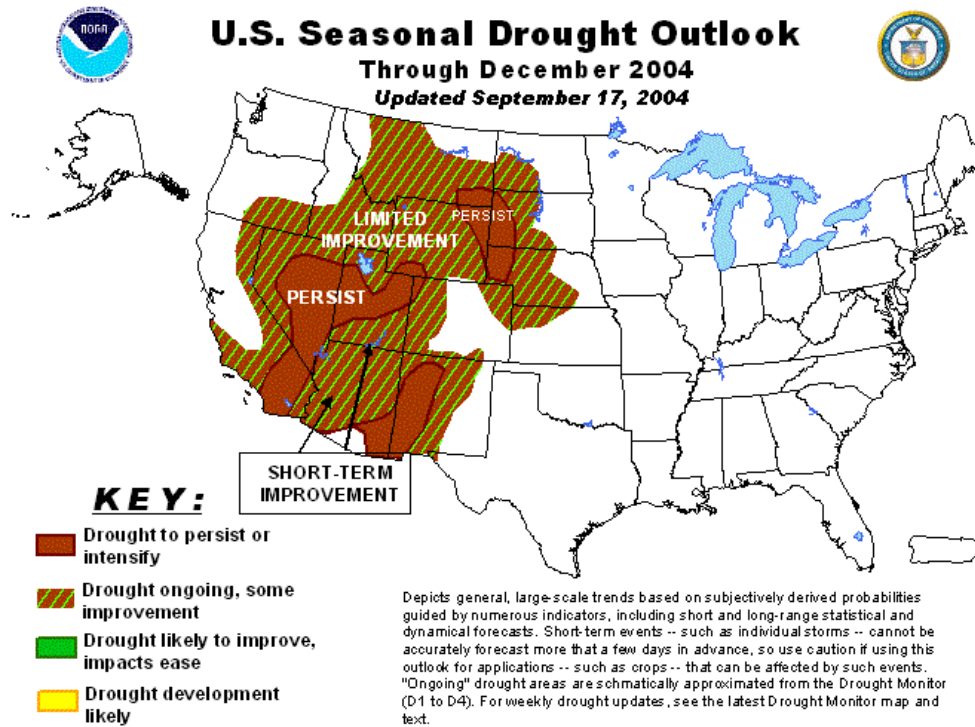 NOAA
U.S. Seasonal Drought Outlook
Through December 2004
Updated September 17, 2004
LIMITED
IMPROVEMENT
PERSIST
PERSIST
SHORT-TERM
IMPROVEMENT
KEY:
Drought to persist or
intensify
Drought ongoing, some
improvement
Drought likely to improve,
impacts ease
Drought development
likely
Depicts general, large-scale trends based on subjectively derived probabilities
guided by numerous indicators, including short and long-range statistical and
dynamical forecasts. Short-term events -- such as individual storms -- cannot be
accurately forecast more that a few days in advance, so use caution if using this
outlook for applications -- such as crops -- that can be affected by such events.
"Ongoing" drought areas are schmatically approximated from the Drought Monitor
(D1 to D4). For weekly drought updates, see the latest Drought Monitor map and
text.